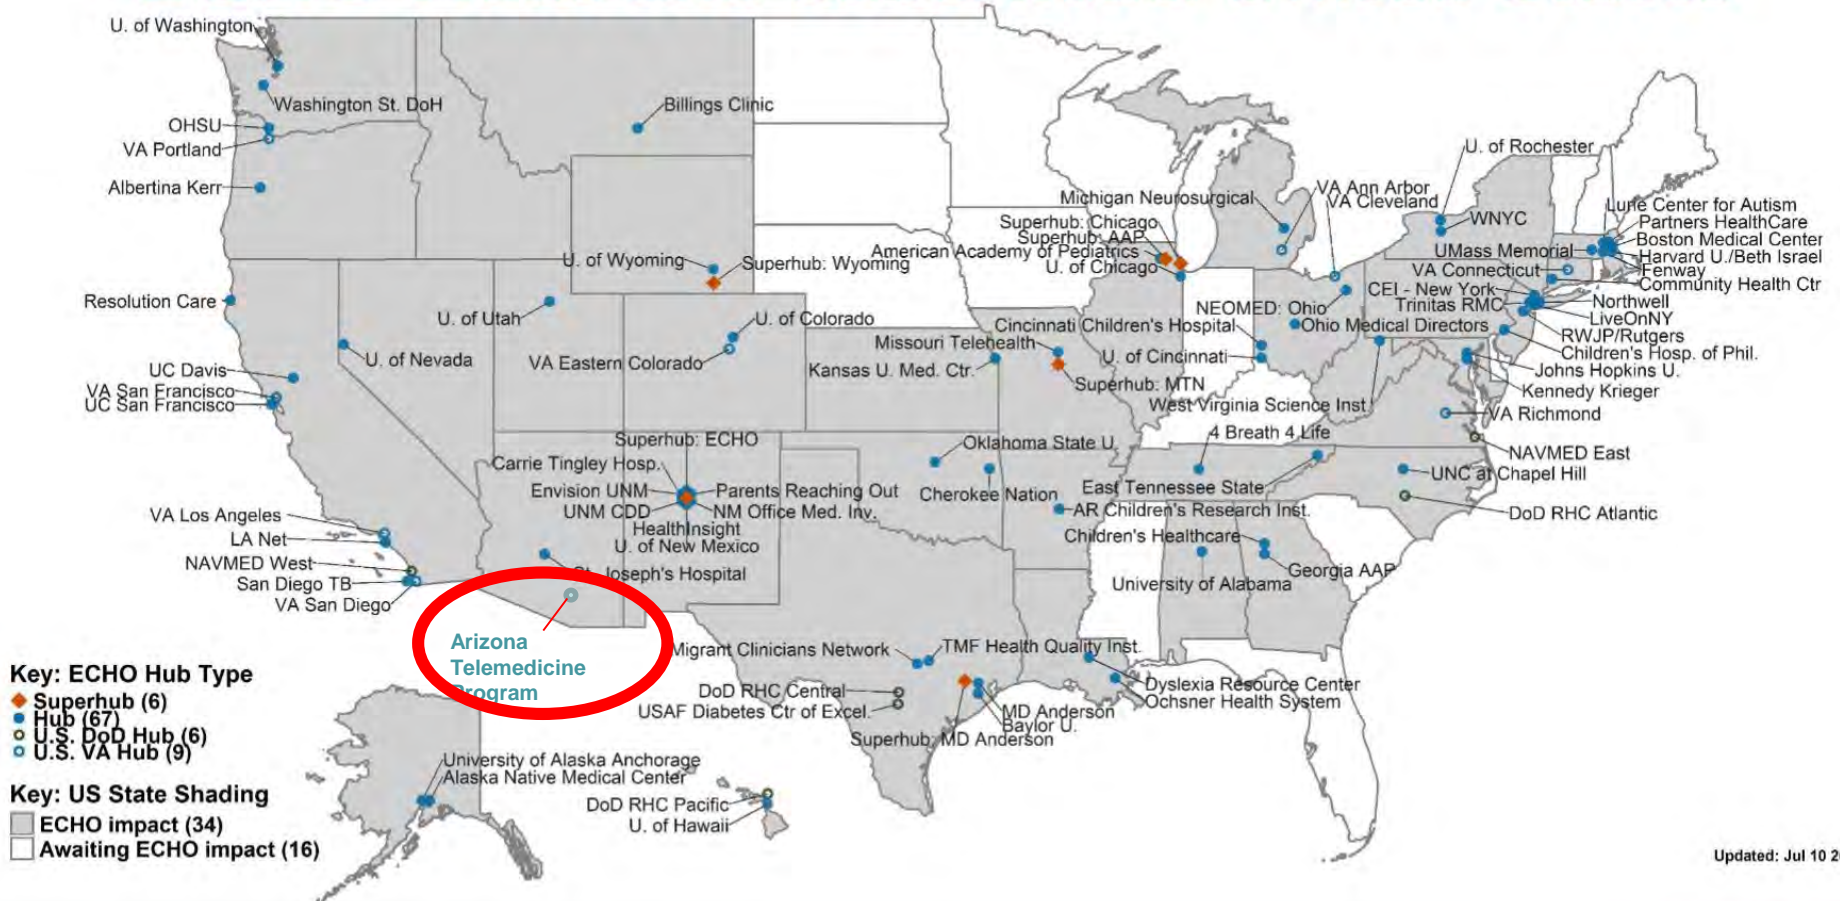 U. of Washington
Washington St. DoH
OHSU
VA Portland
Albertina Kerr
Billings Clinic
U. of Wyoming
Superhub: Wyoming
Resolution Care
U. of Utah
U. of Nevada
U. of Colorado
VA Eastern Colorado
UC Davis
VA San Francisco
UC San Francisco
Superhub: ECHO
Carrie Tingley Hosp.
Envision UNM
Parents Reaching Out
UNM CDD
NM Office Med. Inv.
HealthInsight
U. of New Mexico
St. Joseph's Hospital
VA Los Angeles
LA Net
NAVMED West
San Diego TB
VA San Diego
Arizona
Telemedicine
Program
Michigan Neurosurgical
VA Ann Arbor
VA Cleveland
Superhub: Chicago
Superhub: AAP
American Academy of Pediatrics
U. of Chicago
Cincinnati Children's Hospital
Missouri Telehealth
Kansas U. Med. Ctr.
U. of Cincinnati
Superhub: MTN
NEOMED: Ohio
Ohio Medical Directors
West Virginia Science Inst
4 Breath 4 Life
Oklahoma State U.
Cherokee Nation
East Tennessee State
AR Children's Research Inst.
Children's Healthcare
Georgia AAP
University of Alabama
U. of Rochester
WNYC
Lurie Center for Autism
Partners HealthCare
UMass Memorial
Boston Medical Center
Harvard U./Beth Israel
VA Connecticut
Fenway
Community Health Ctr
CEI - New York
Trinitas RMC
Northwell
LiveOnNY
RWJP/Rutgers
Children's Hosp. of Phil.
Johns Hopkins U.
Kennedy Krieger
VA Richmond
NAVMED East
UNC at Chapel Hill
DoD RHC Atlantic
Migrant Clinicians Network
TMF Health Quality Inst.
DoD RHC Central
USAF Diabetes Ctr of Excel.
Dyslexia Resource Center
Ochsner Health System
MD Anderson
Baylor U.
Superhub: MD Anderson
University of Alaska Anchorage
Alaska Native Medical Center
DoD RHC Pacific
U. of Hawaii
Key: ECHO Hub Type
Superhub (6)
Hub (67)
U.S. DoD Hub (6)
U.S. VA Hub (9)
Key: US State Shading
ECHO impact (34)
Awaiting ECHO impact (16)
Updated: Jul 10